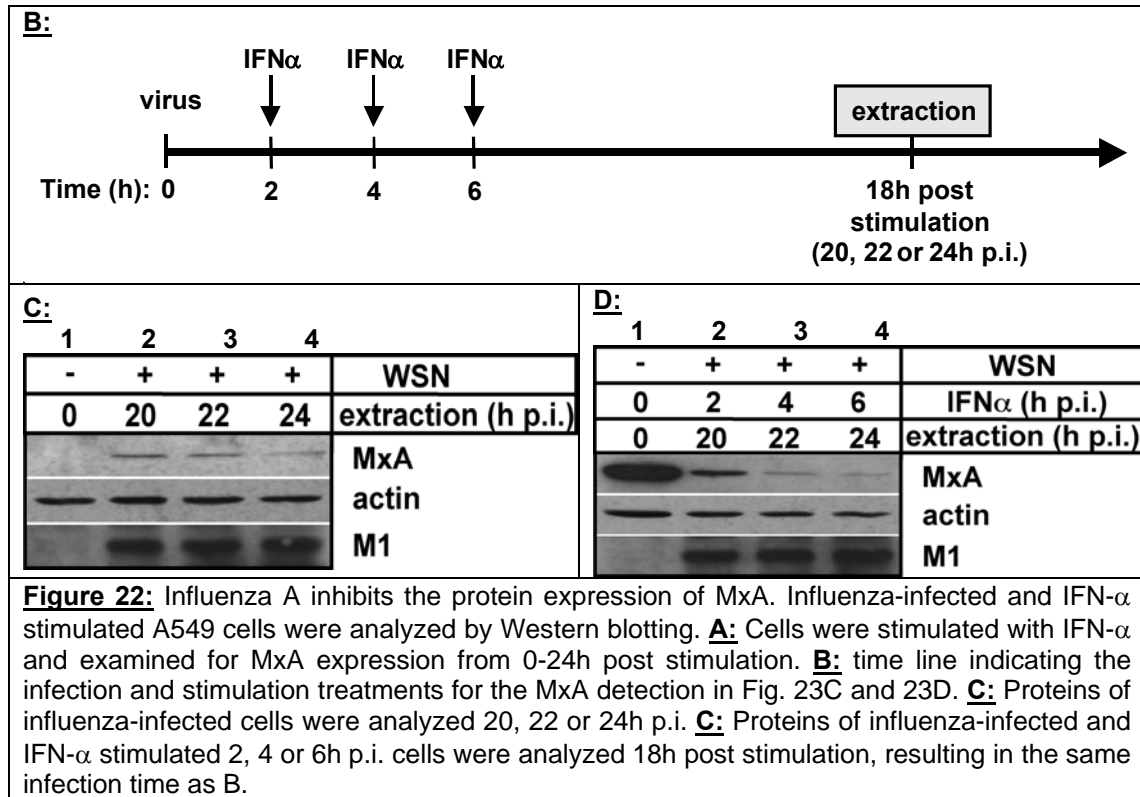 B:
IFNα IFNα IFNα
virus
extraction
Time (h): 0 2 4 6 18h post
stimulation
(20, 22 or 24h p.i.)
C:
1 2 3 4
- + + + WSN
0 20 22 24 extraction (h p.i.)
MxA
actin
M1
D:
1 2 3 4
- + + + WSN
0 2 4 6 IFNα (h p.i.)
0 20 22 24 extraction (h p.i.)
MxA
actin
M1
Figure 22: Influenza A inhibits the protein expression of MxA. Influenza-infected and IFN-α
stimulated A549 cells were analyzed by Western blotting. A: Cells were stimulated with IFN-α
and examined for MxA expression from 0-24h post stimulation. B: time line indicating the
infection and stimulation treatments for the MxA detection in Fig. 23C and 23D. C: Proteins of
influenza-infected cells were analyzed 20, 22 or 24h p.i. C: Proteins of influenza-infected and
IFN-α stimulated 2, 4 or 6h p.i. cells were analyzed 18h post stimulation, resulting in the same
infection time as B.